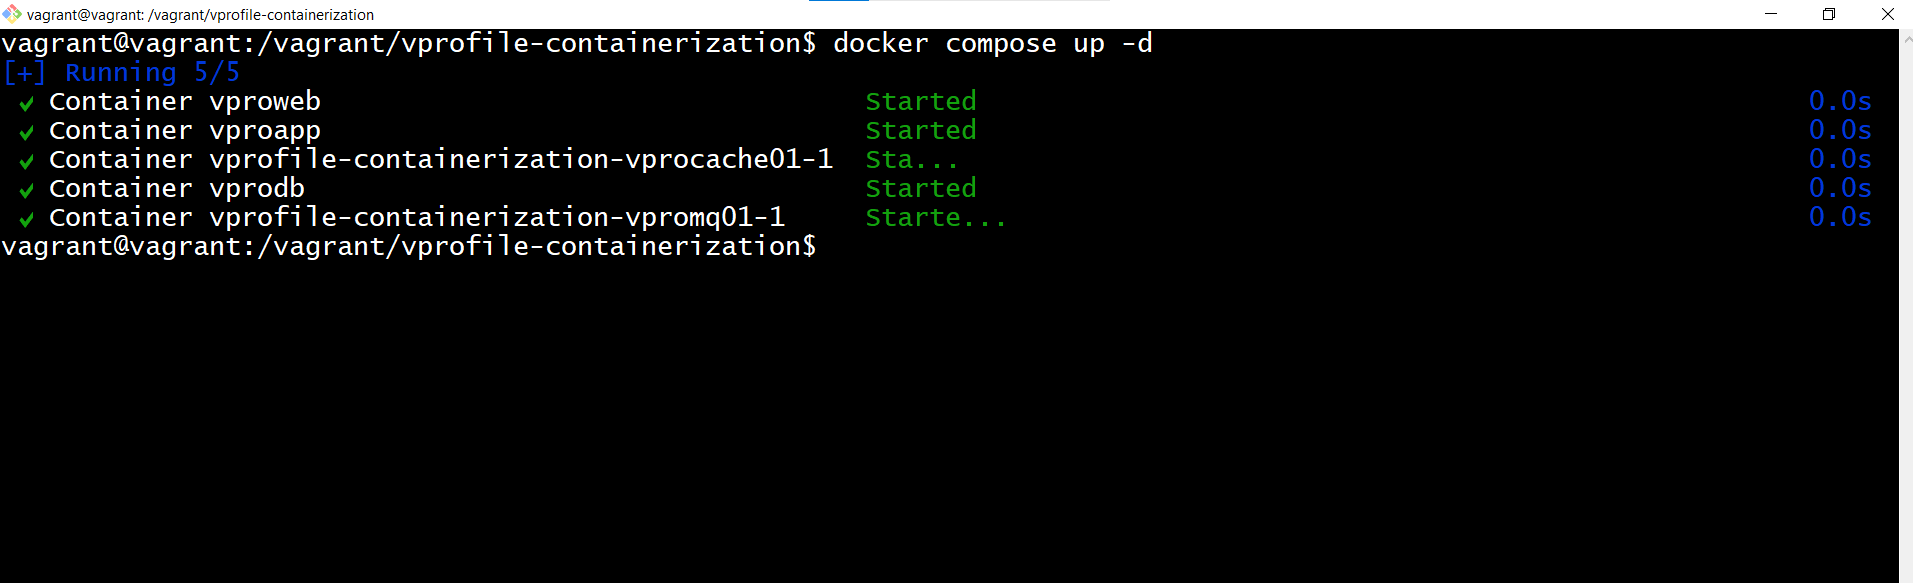 vagrant@vagrant: /vagrant/vprofile-containerization
vagrant@vagrant:/vagrant/vprofile-containerization$ docker compose up -d
[+] Running 5/5
✔ Container vproweb Started 0.0s
✔ Container vproapp Started 0.0s
✔ Container vprofile-containerization-vprocache01-1 Sta... 0.0s
✔ Container vprodb Started 0.0s
✔ Container vprofile-containerization-vpromq01-1 Starte... 0.0s
vagrant@vagrant:/vagrant/vprofile-containerization$